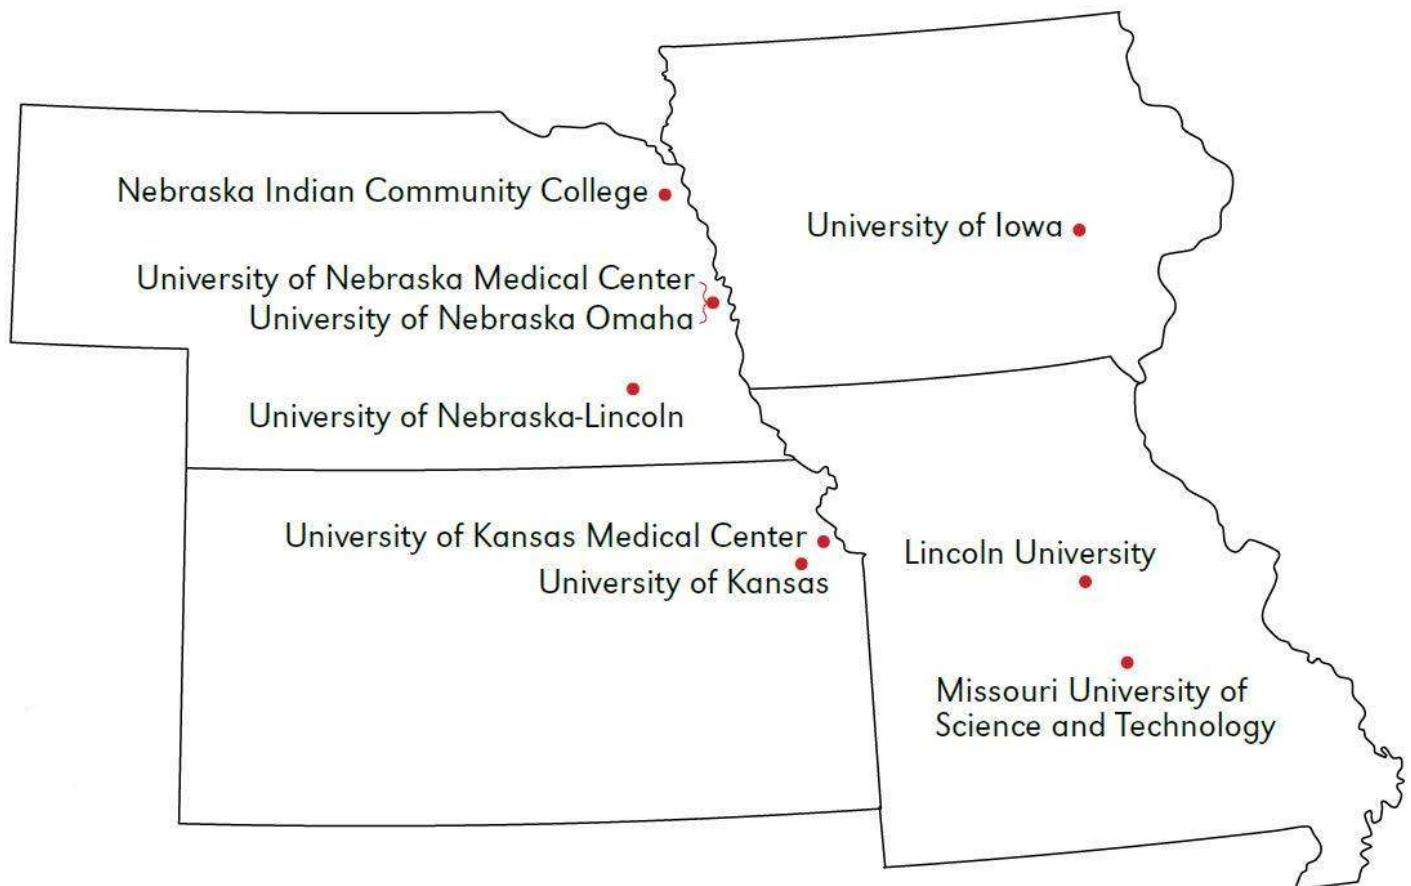 Nebraska Indian Community College
University of Iowa
University of Nebraska Medical Center
University of Nebraska Omaha
University of Nebraska-Lincoln
University of Kansas Medical Center
University of Kansas
Lincoln University
Missouri University of
Science and Technology